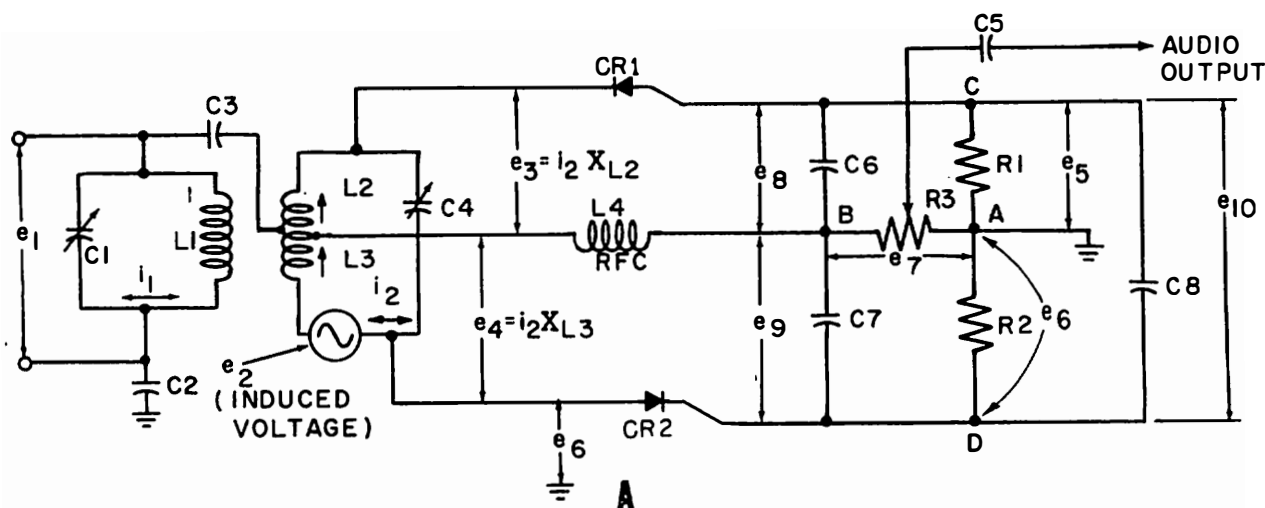 C5
AUDIO
OUTPUT
CR1
C
C3
e3 = i2 XL2
e8
C6
R1
e5
e10
L2
C4
L4
R3
e1
C1
L1
B
A
L3
RFC
e7
i1
i2
e4 = i2XL3
e9
C7
R2
e6
C8
C2
e2
(INDUCED
VOLTAGE)
e6
CR2
D
A